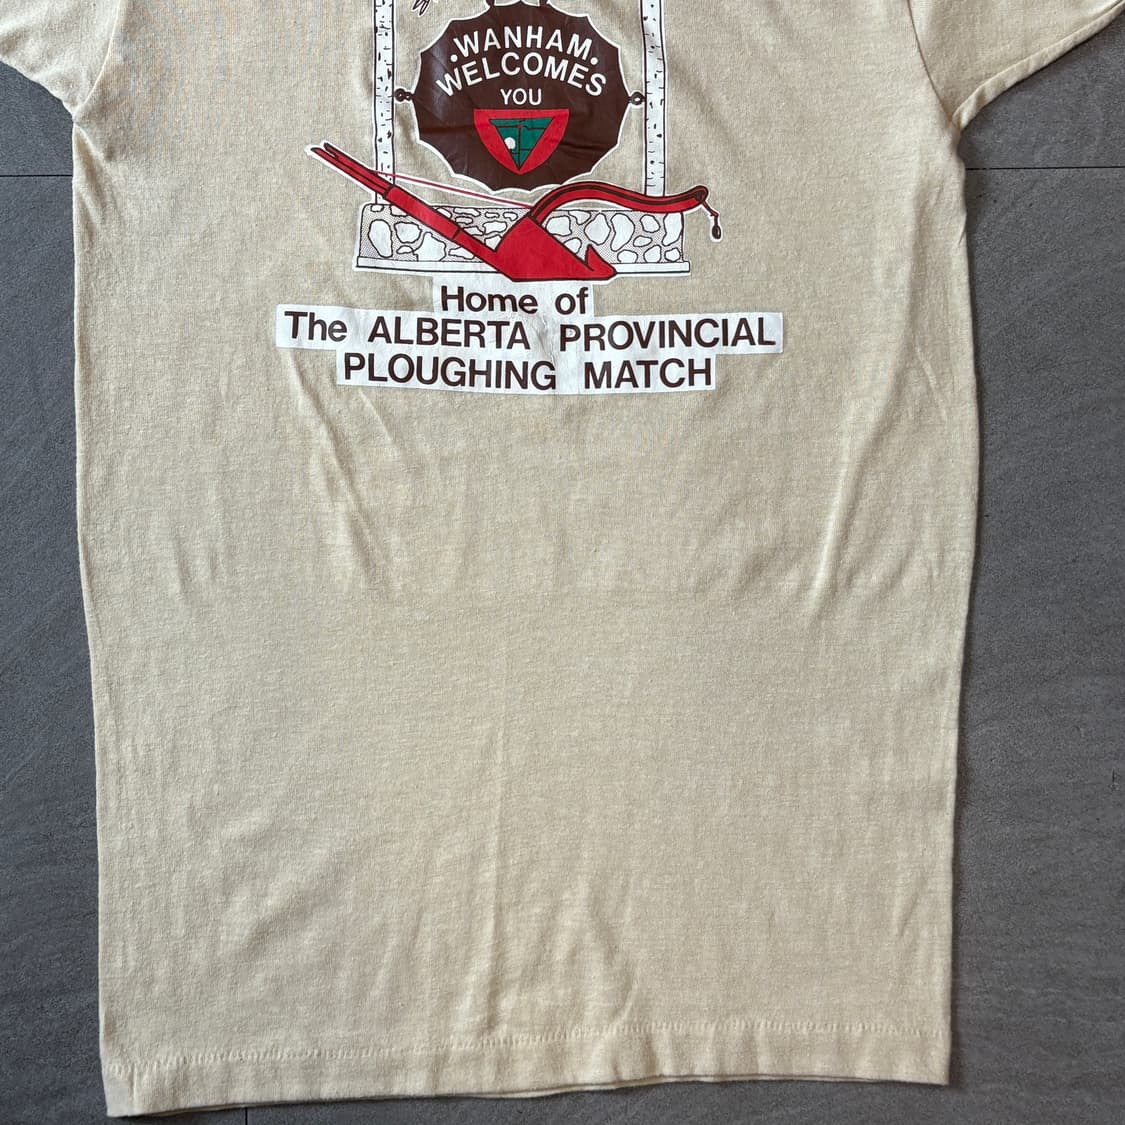 WANHAM
WELCOMES
YOU
Home of
The ALBERTA PROVINCIAL
PLOUGHING MATCH